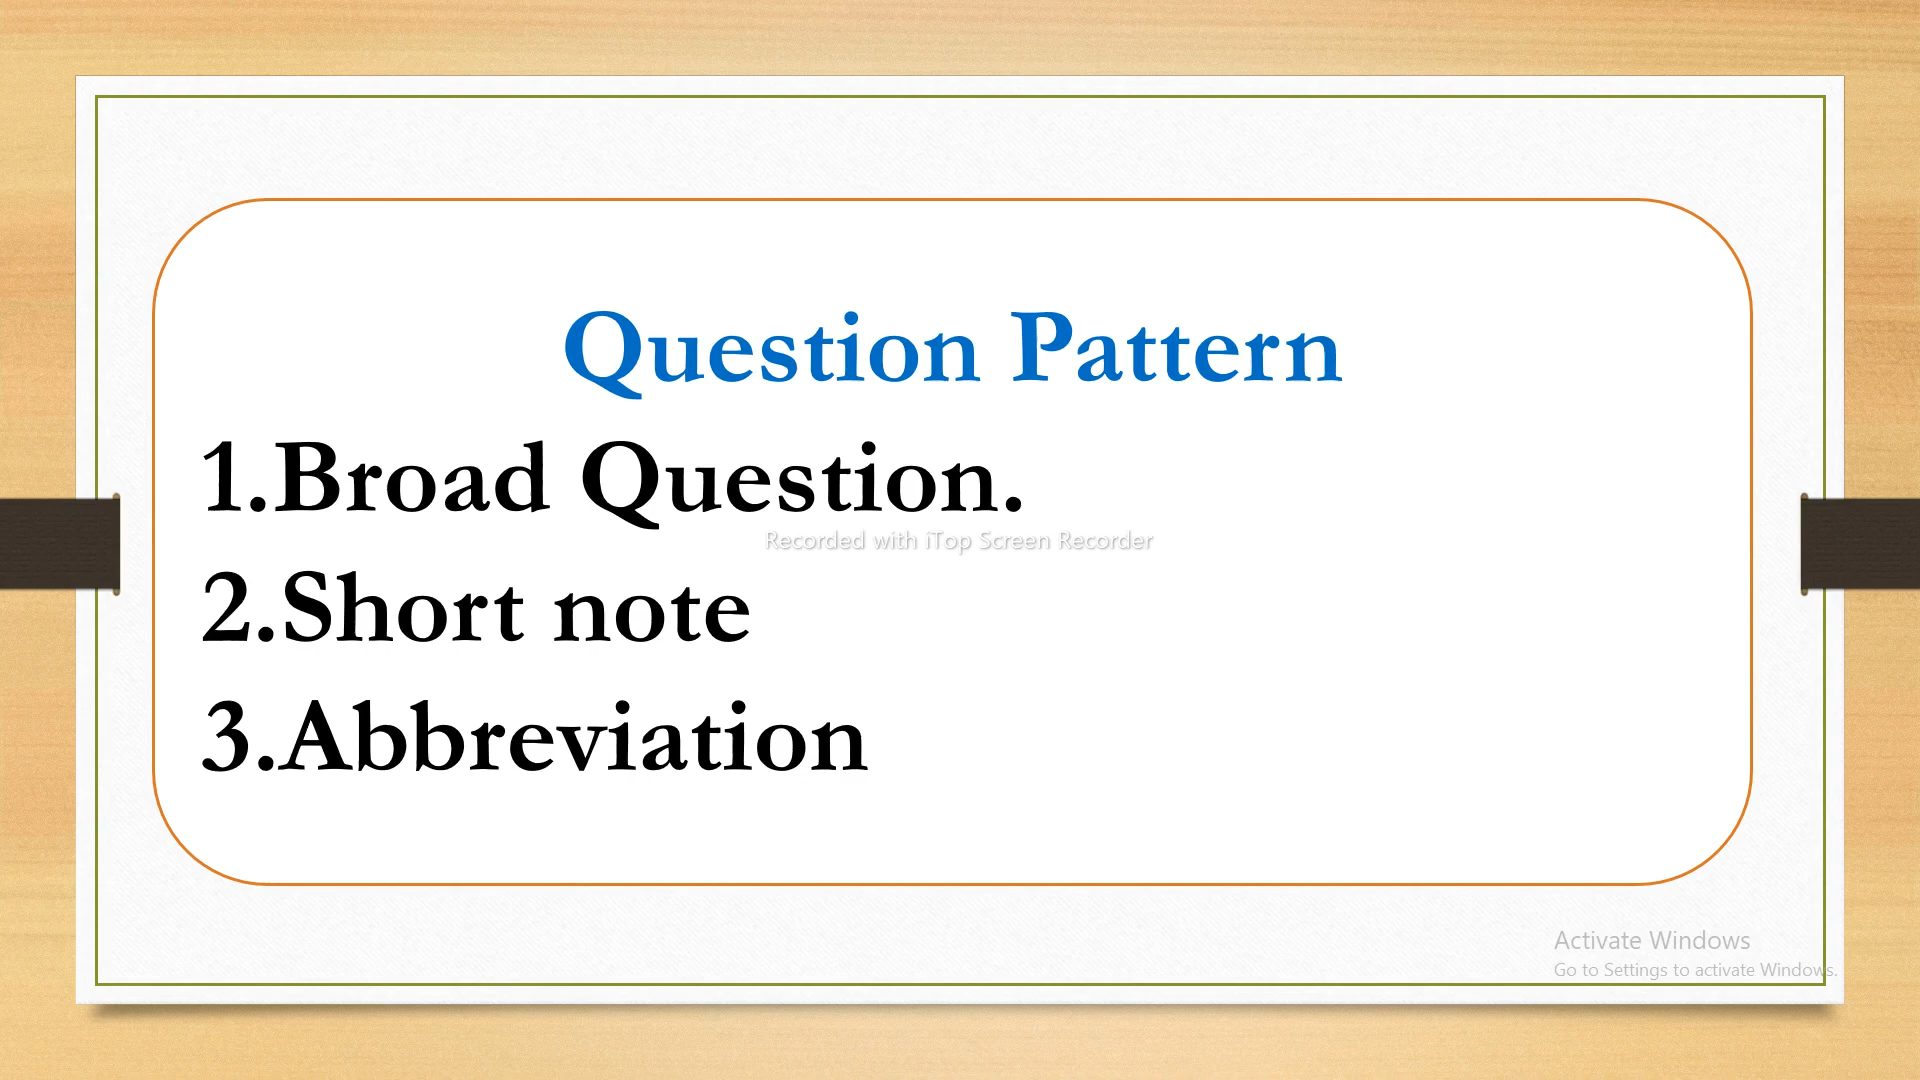 Question Pattern
1.Broad Question.
Recorded with iTop Screen Recorder
2.Short note
3.Abbreviation
Activate Windows
Go to Settings to activate Windows.